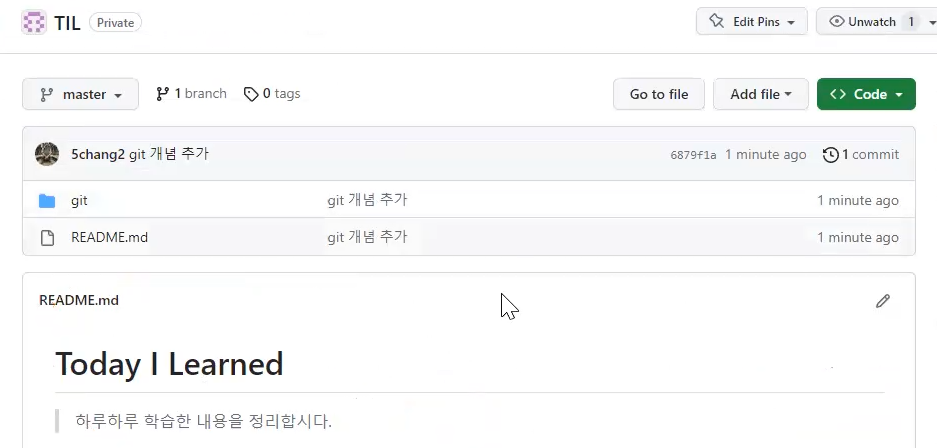 TIL Private Edit Pins Unwatch 1
master 1 branch 0 tags Go to file Add file Code
5chang2 git 개념 추가 6879f1a 1 minute ago 1 commit
git git 개념 추가 1 minute ago
README.md git 개념 추가 1 minute ago
README.md
Today I Learned
하루하루 학습한 내용을 정리합시다.